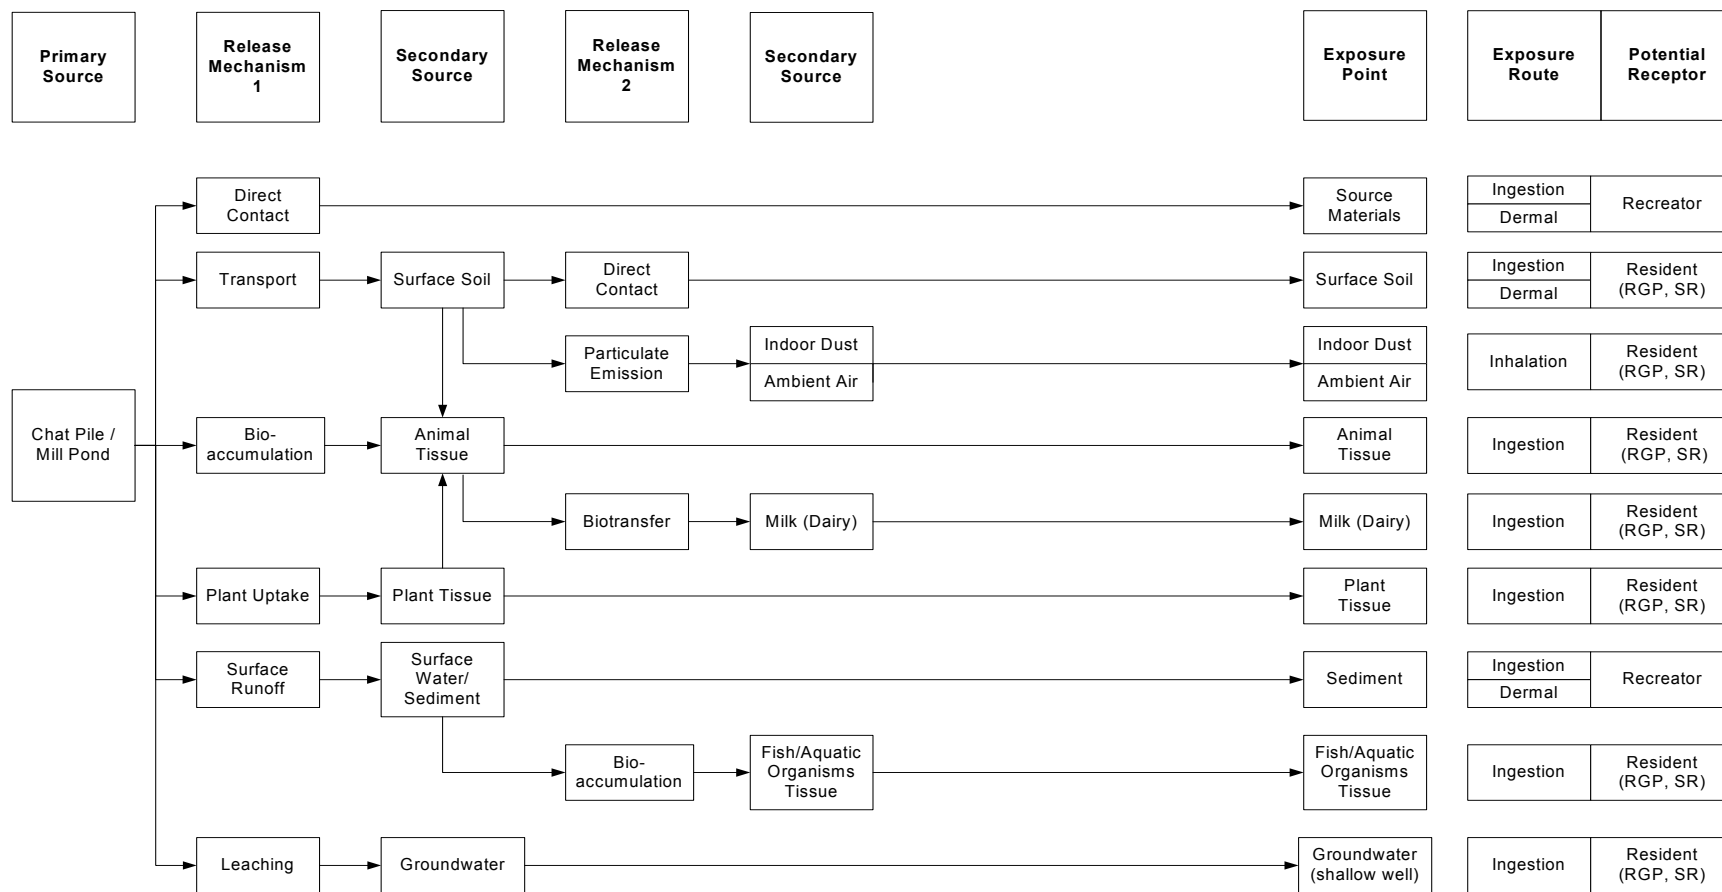 Primary
Source
Release
Mechanism
1
Secondary
Source
Release
Mechanism
2
Secondary
Source
Exposure
Point
Exposure
Route
Potential
Receptor
Direct
Contact
Source
Materials
Ingestion
Dermal
Recreator
Transport
Surface Soil
Direct
Contact
Surface Soil
Ingestion
Dermal
Resident
(RGP, SR)
Particulate
Emission
Indoor Dust
Ambient Air
Indoor Dust
Ambient Air
Inhalation
Resident
(RGP, SR)
Chat Pile /
Mill Pond
Bio-
accumulation
Animal
Tissue
Animal
Tissue
Ingestion
Resident
(RGP, SR)
Biotransfer
Milk (Dairy)
Milk (Dairy)
Ingestion
Resident
(RGP, SR)
Plant Uptake
Plant Tissue
Plant
Tissue
Ingestion
Resident
(RGP, SR)
Surface
Runoff
Surface
Water/
Sediment
Sediment
Ingestion
Dermal
Recreator
Bio-
accumulation
Fish/Aquatic
Organisms
Tissue
Fish/Aquatic
Organisms
Tissue
Ingestion
Resident
(RGP, SR)
Leaching
Groundwater
Groundwater
(shallow well)
Ingestion
Resident
(RGP, SR)